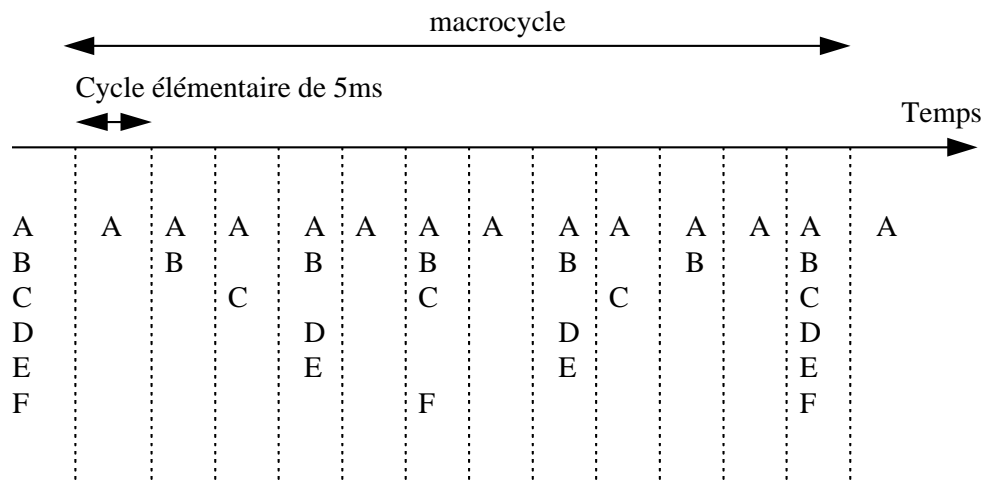 macrocycle
Cycle élémentaire de 5ms
Temps
A A A A A A A A A A A A A A
B B B B B B B
C C C C C
D D D D
E E E E
F F F